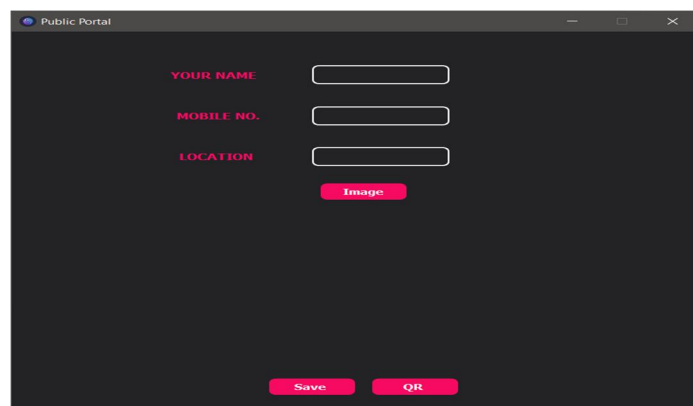 Public Portal
YOUR NAME
MOBILE NO.
LOCATION
Image
Save QR